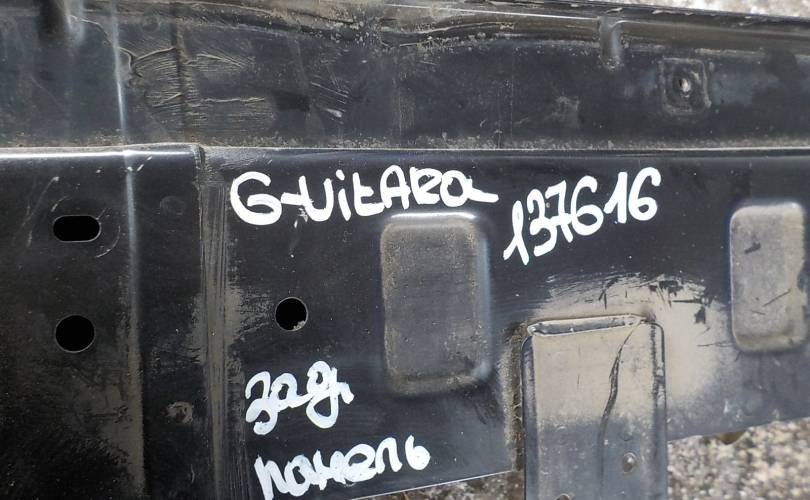 G-VitARA
137616
зад,
панель